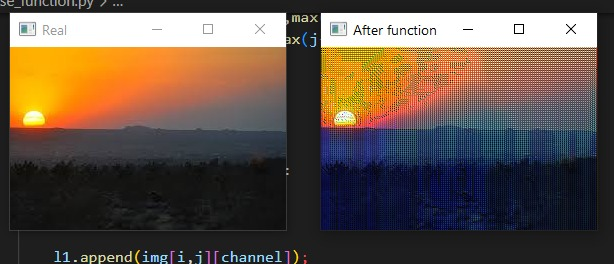 se_function.py > ...
,max
Real
After function
ax(j
:
l1.append(img[i,j][channel]);